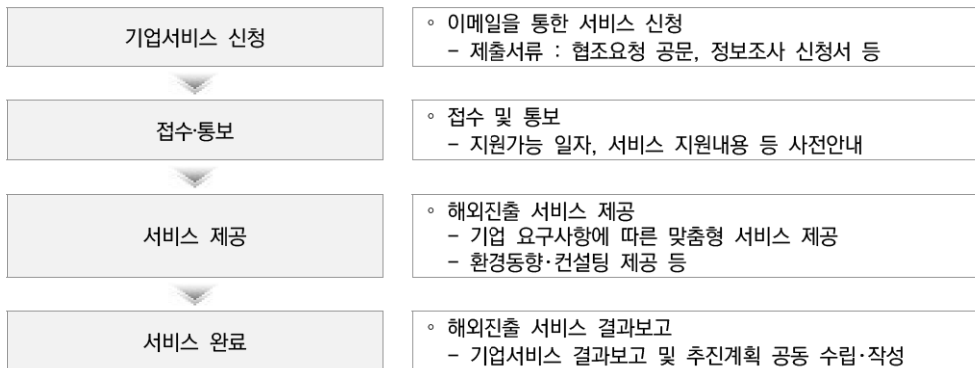 기업서비스 신청
◦ 이메일을 통한 서비스 신청
- 제출서류 : 협조요청 공문, 정보조사 신청서 등
접수·통보
◦ 접수 및 통보
- 지원가능 일자, 서비스 지원내용 등 사전안내
서비스 제공
◦ 해외진출 서비스 제공
- 기업 요구사항에 따른 맞춤형 서비스 제공
- 환경동향·컨설팅 제공 등
서비스 완료
◦ 해외진출 서비스 결과보고
- 기업서비스 결과보고 및 추진계획 공동 수립·작성